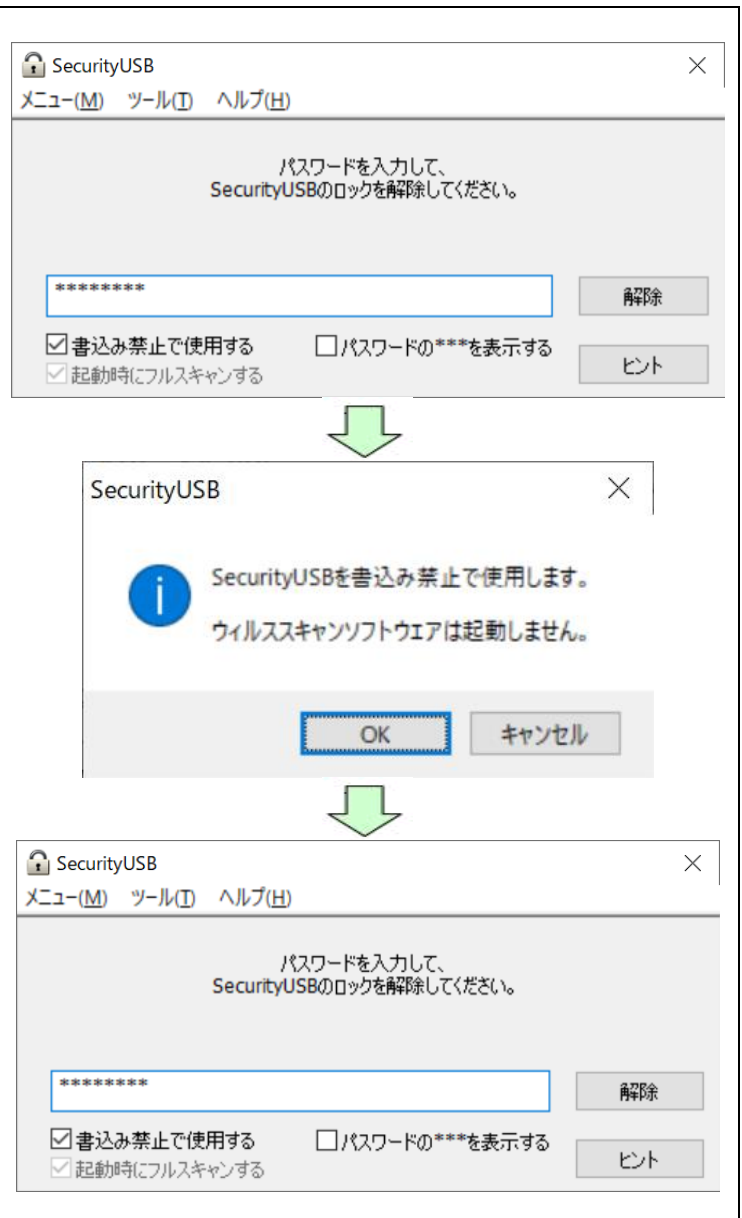 SecurityUSB
メニュー(M) ツール(T) ヘルプ(H)
パスワードを入力して、
SecurityUSBのロックを解除してください。
********
解除
書込み禁止で使用する
パスワードの***を表示する
起動時にフルスキャンする
ヒント
SecurityUSB
SecurityUSBを書込み禁止で使用します。
ウィルススキャンソフトウエアは起動しません。
OK
キャンセル
SecurityUSB
メニュー(M) ツール(T) ヘルプ(H)
パスワードを入力して、
SecurityUSBのロックを解除してください。
********
解除
書込み禁止で使用する
パスワードの***を表示する
起動時にフルスキャンする
ヒント